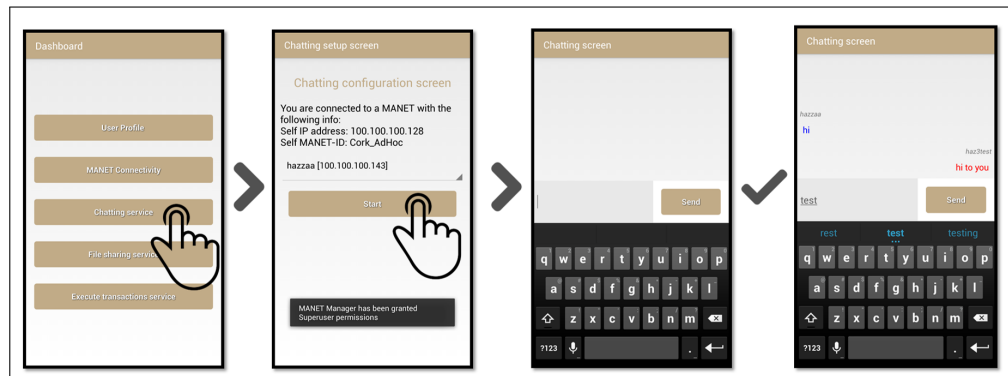 Dashboard
User Profile
MANET Connectivity
Chatting service
File sharing service
Execute transactions service
Chatting setup screen
Chatting configuration screen
You are connected to a MANET with the
following info:
Self IP address: 100.100.100.128
Self MANET-ID: Cork_AdHoc
hazzaa [100.100.100.143]
Start
MANET Manager has been granted
Superuser permissions
Chatting screen
Send
q w e r t y u i o p
a s d f g h j k l
z x c v b n m
?123 .
Chatting screen
hazzaa
hi
haz3test
hi to you
test
Send
rest test testing
q w e r t y u i o p
a s d f g h j k l
z x c v b n m
?123 .